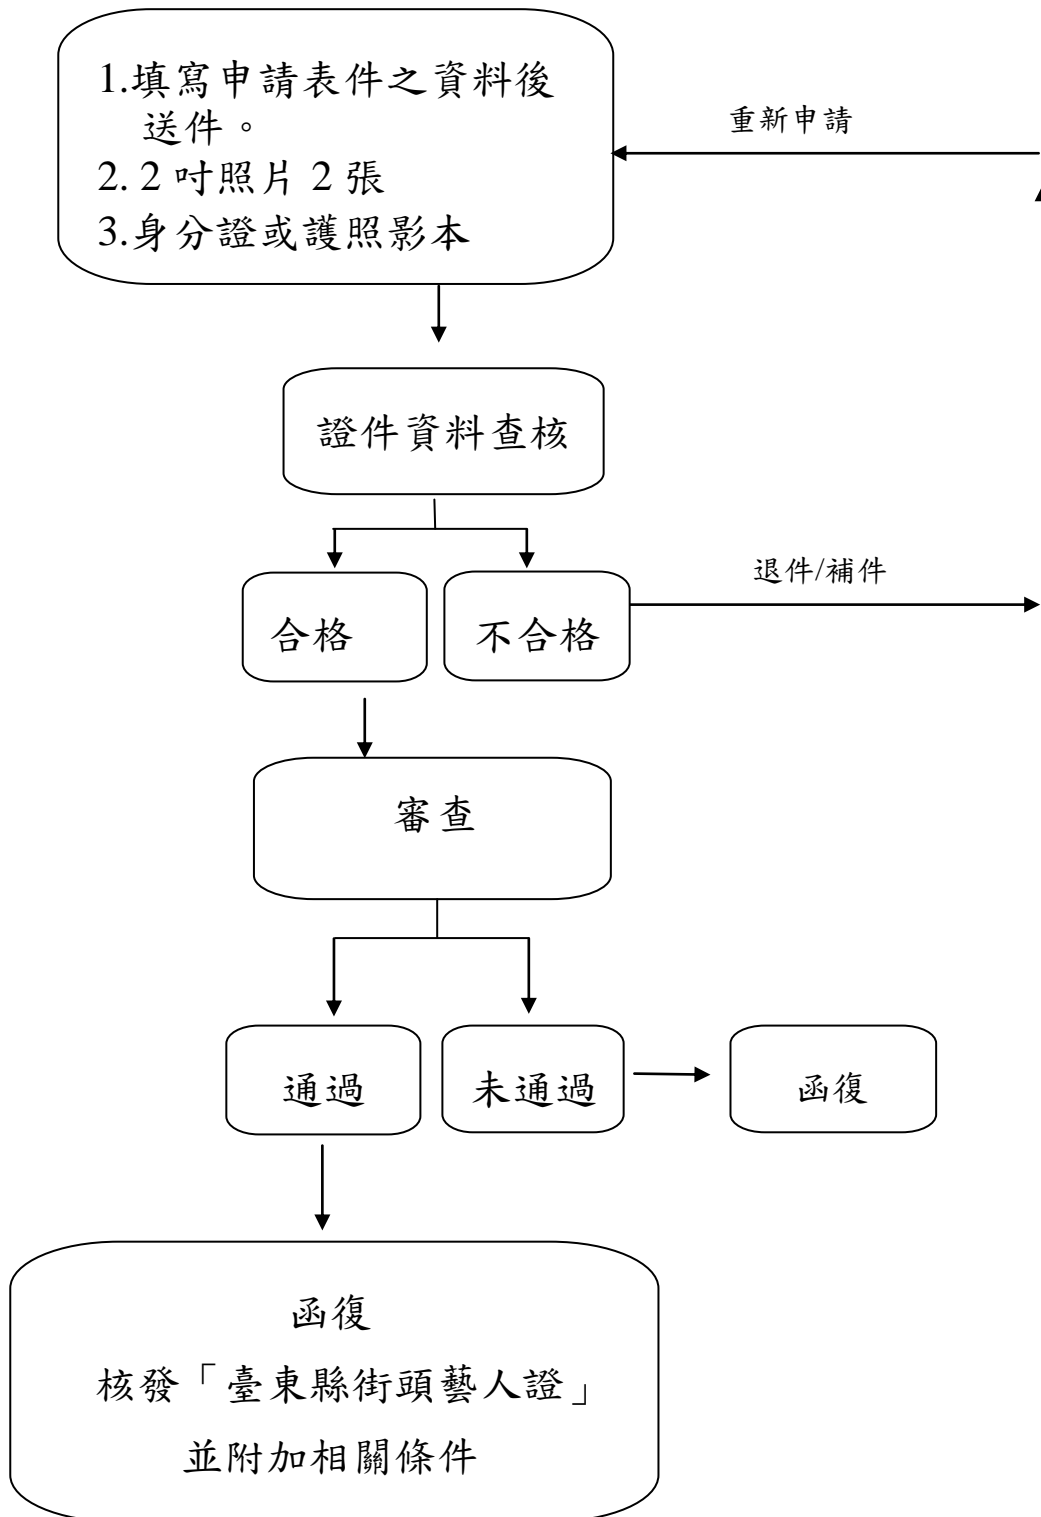 1.填寫申請表件之資料後
送件。
重新申請
2. 2 吋照片 2 張
3.身分證或護照影本
證件資料查核
退件/補件
合格
不合格
審查
通過
未通過
函復
函復
核發「臺東縣街頭藝人證」
並附加相關條件